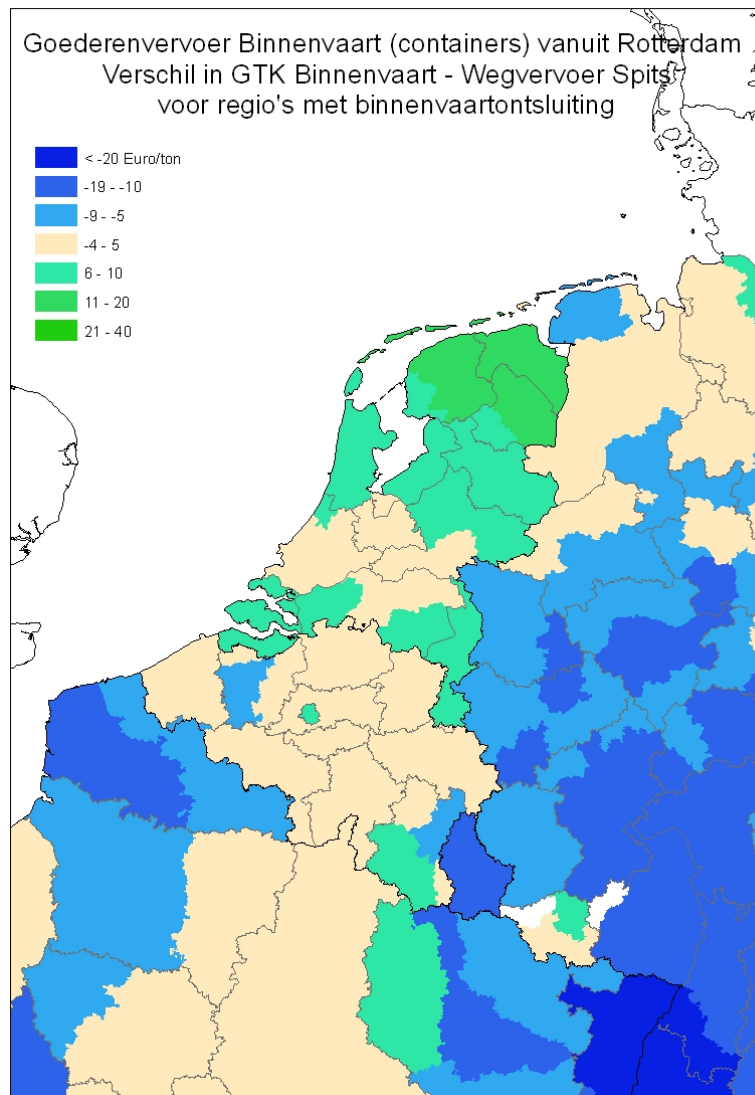 Goederenvervoer Binnenvaart (containers) vanuit Rotterdam
Verschil in GTK Binnenvaart - Wegvervoer Spits
voor regio's met binnenvaartontsluiting
< -20 Euro/ton
-19 - -10
-9 - -5
-4 - 5
6 - 10
11 - 20
21 - 40